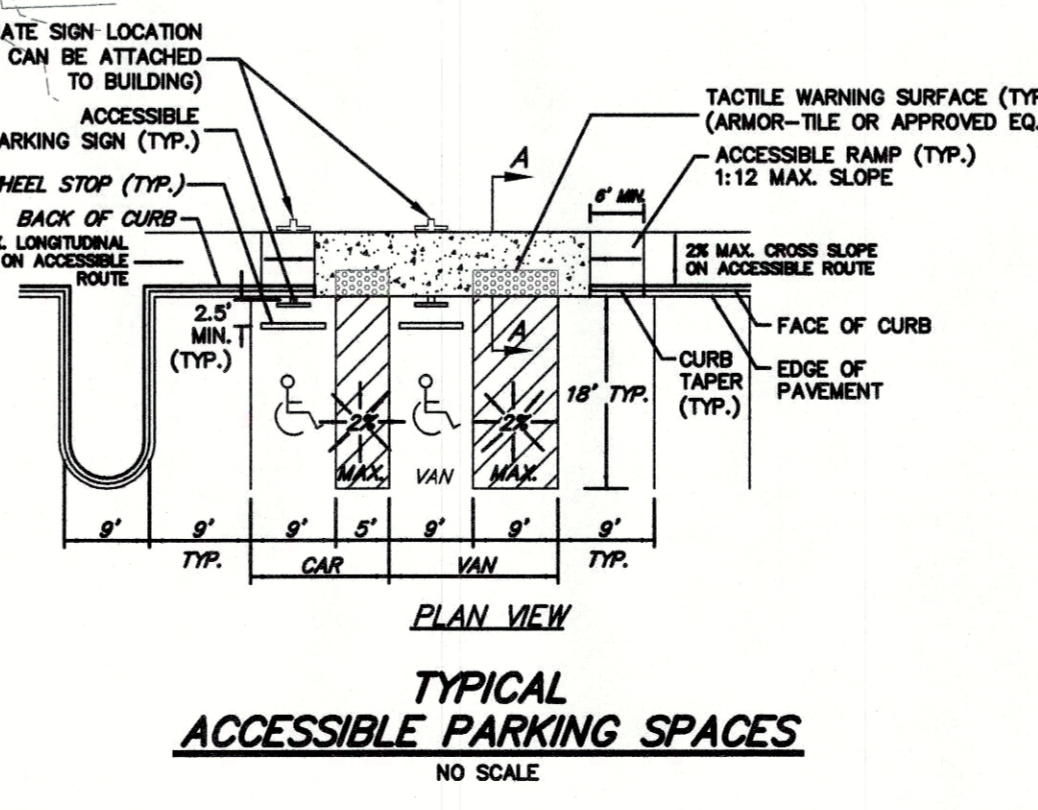 ATE SIGN LOCATION
CAN BE ATTACHED
TO BUILDING)
ACCESSIBLE
ARKING SIGN (TYP.)
HEEL STOP (TYP.)
BACK OF CURB
X. LONGITUDINAL
ON ACCESSIBLE
ROUTE
2.5'
MIN.
(TYP.)
TACTILE WARNING SURFACE (TYP
(ARMOR-TILE OR APPROVED EQ.
ACCESSIBLE RAMP (TYP.)
1:12 MAX. SLOPE
A
6' MIN.
2% MAX. CROSS SLOPE
ON ACCESSIBLE ROUTE
A
FACE OF CURB
CURB
TAPER
(TYP.)
EDGE OF
PAVEMENT
18' TYP.
2%
MAX.
VAN
2%
MAX.
9' 9' 9' 5' 9' 9' 9'
TYP. CAR VAN TYP.
PLAN VIEW
TYPICAL
ACCESSIBLE PARKING SPACES
NO SCALE